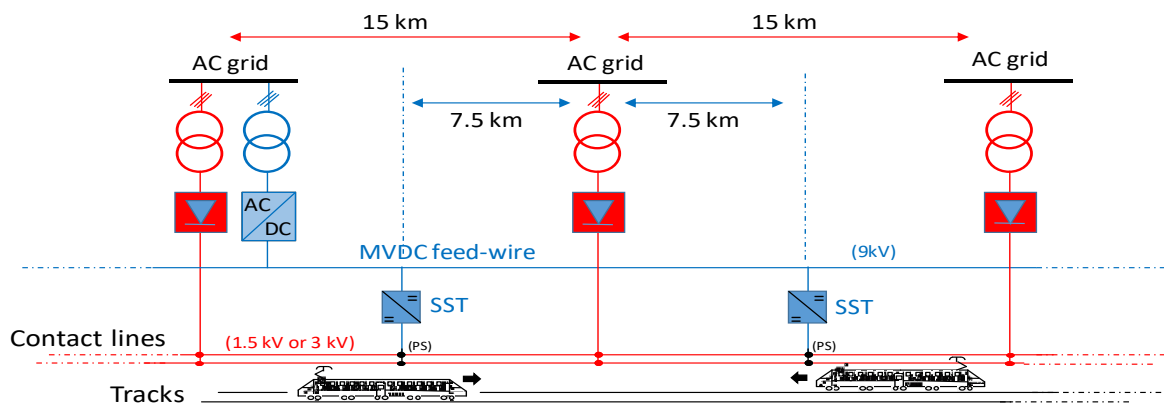 15 km
15 km
AC grid
AC grid
AC grid
7.5 km
7.5 km
AC
DC
MVDC feed-wire
(9kV)
SST
SST
Contact lines
(1.5 kV or 3 kV)
(PS)
(PS)
Tracks